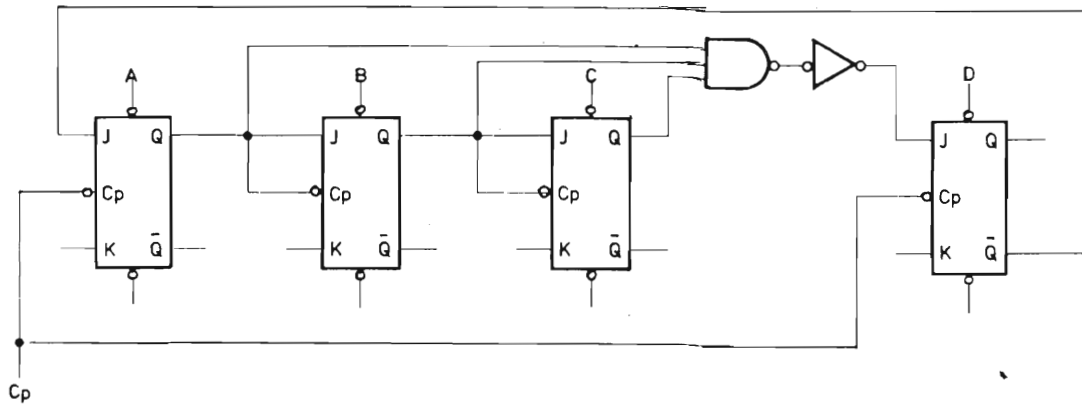 A B C D
J Q J Q J Q J Q
Cp Cp Cp Cp
K Q̄ K Q̄ K Q̄ K Q̄
Cp